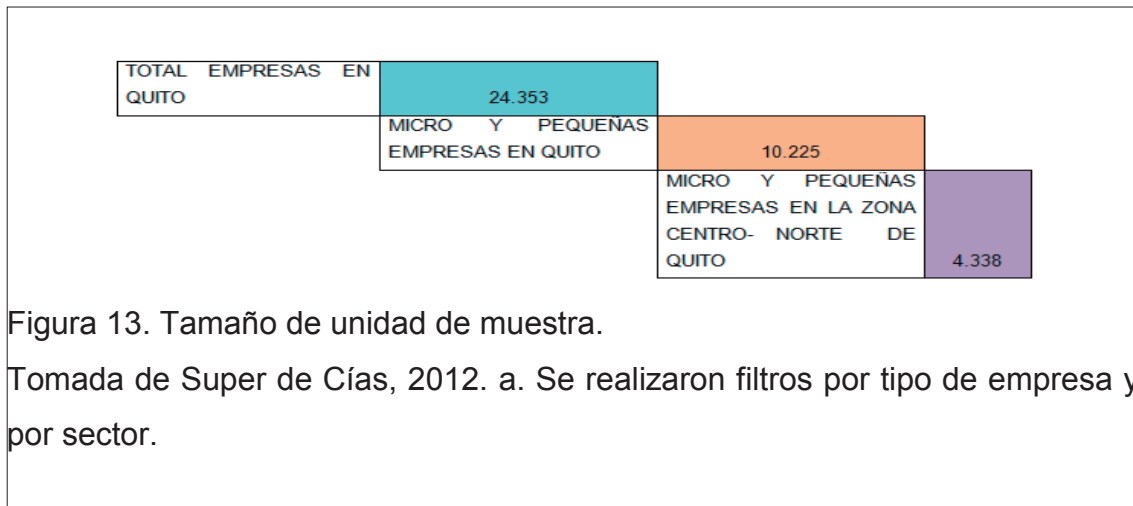 TOTAL EMPRESAS EN
QUITO
24.353
MICRO Y PEQUEÑAS
EMPRESAS EN QUITO
10.225
MICRO Y PEQUEÑAS
EMPRESAS EN LA ZONA
CENTRO- NORTE DE
QUITO
4.338
Figura 13. Tamaño de unidad de muestra.
Tomada de Super de Cías, 2012. a. Se realizaron filtros por tipo de empresa y
por sector.